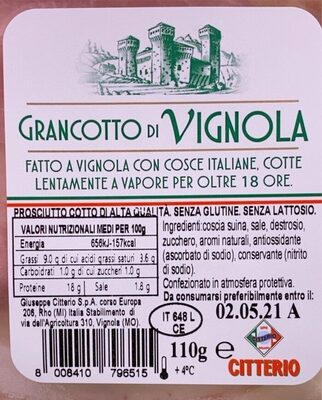 GRANCOTTO DI VIGNOLA
FATTO A VIGNOLA CON COSCE ITALIANE, COTTE
LENTAMENTE A VAPORE PER OLTRE 18 ORE.
PROSCIUTTO COTTO DI ALTA QUALITÀ. SENZA GLUTINE. SENZA LATTOSIO.
VALORI NUTRIZIONALI MEDI PER 100g
Energia 656kJ-157kcal
Grassi 9.0 g di cui acidi grassi saturi 3.6 g
Carboidrati 1.0 g di cui zuccheri 1.0 g
Proteine 18 g Sale 1.8 g
Giuseppe Citterio S.p.A. corso Europa
206, Rho (MI) Italia Stabilimento di
via dell'Agricoltura 310, Vignola (MO).
Ingredienti:coscia suina, sale, destrosio,
zucchero, aromi naturali, antiossidante
(ascorbato di sodio), conservante (nitrito
di sodio).
Confezionato in atmosfera protettiva.
Da consumarsi preferibilmente entro il:
IT 648 L
CE
02.05.21 A
110g e
+4°C
CITTERIO
8 008410 796515